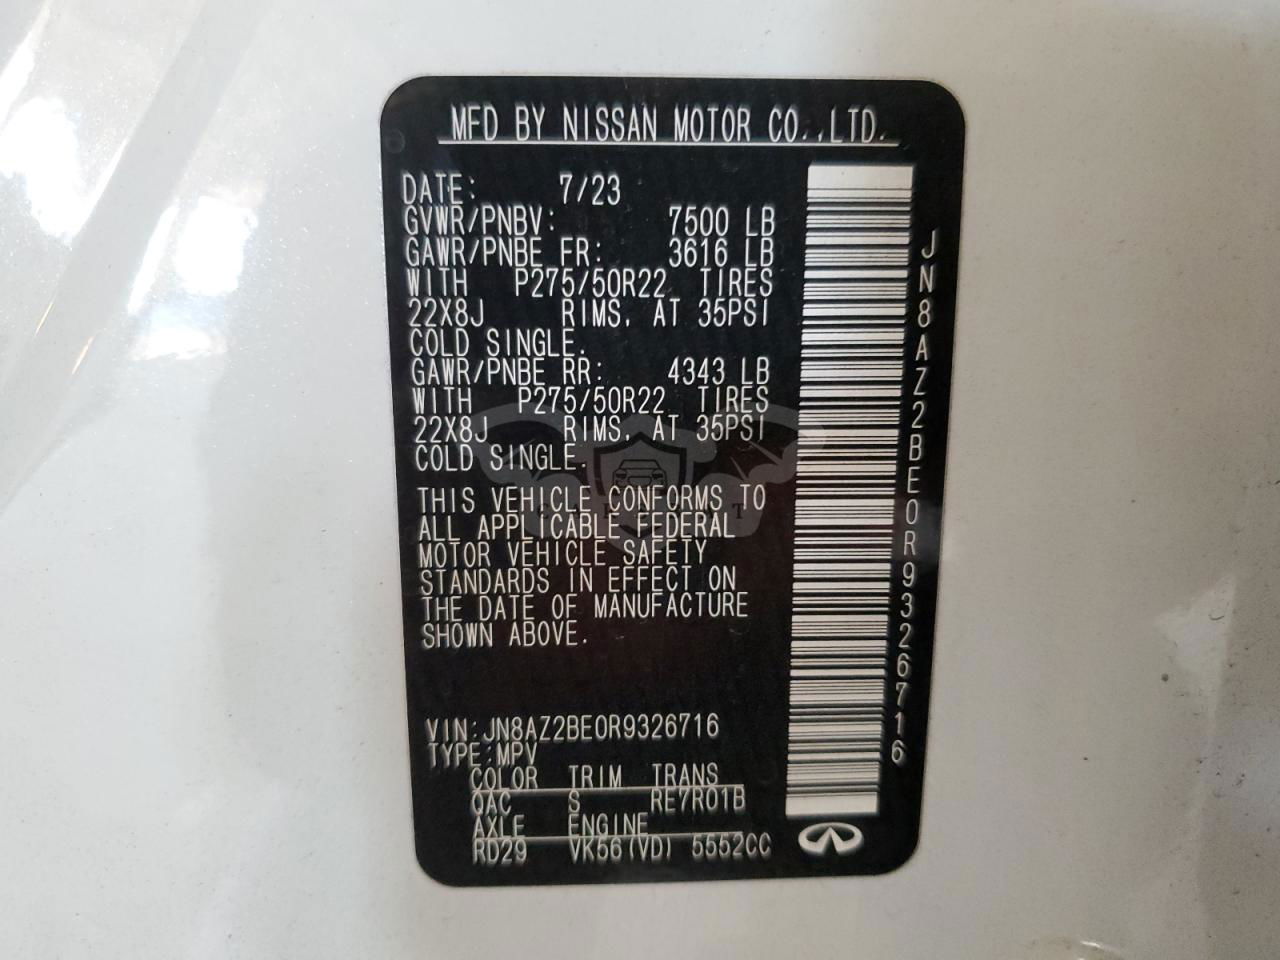 MFD BY NISSAN MOTOR CO.,LTD.
DATE: 7/23
GVWR/PNBV: 7500 LB
GAWR/PNBE FR: 3616 LB
WITH P275/50R22 TIRES
22X8J RIMS, AT 35PSI
COLD SINGLE.
GAWR/PNBE RR: 4343 LB
WITH P275/50R22 TIRES
22X8J RIMS, AT 35PSI
COLD SINGLE.
THIS VEHICLE CONFORMS TO
ALL APPLICABLE FEDERAL
MOTOR VEHICLE SAFETY
STANDARDS IN EFFECT ON
THE DATE OF MANUFACTURE
SHOWN ABOVE.
VIN:JN8AZ2BE0R9326716
TYPE:MPV
COLOR TRIM TRANS
QAC S RE7R01B
AXLE ENGINE
RD29 VK56(VD) 5552CC
JN8AZ2BE0R9326716